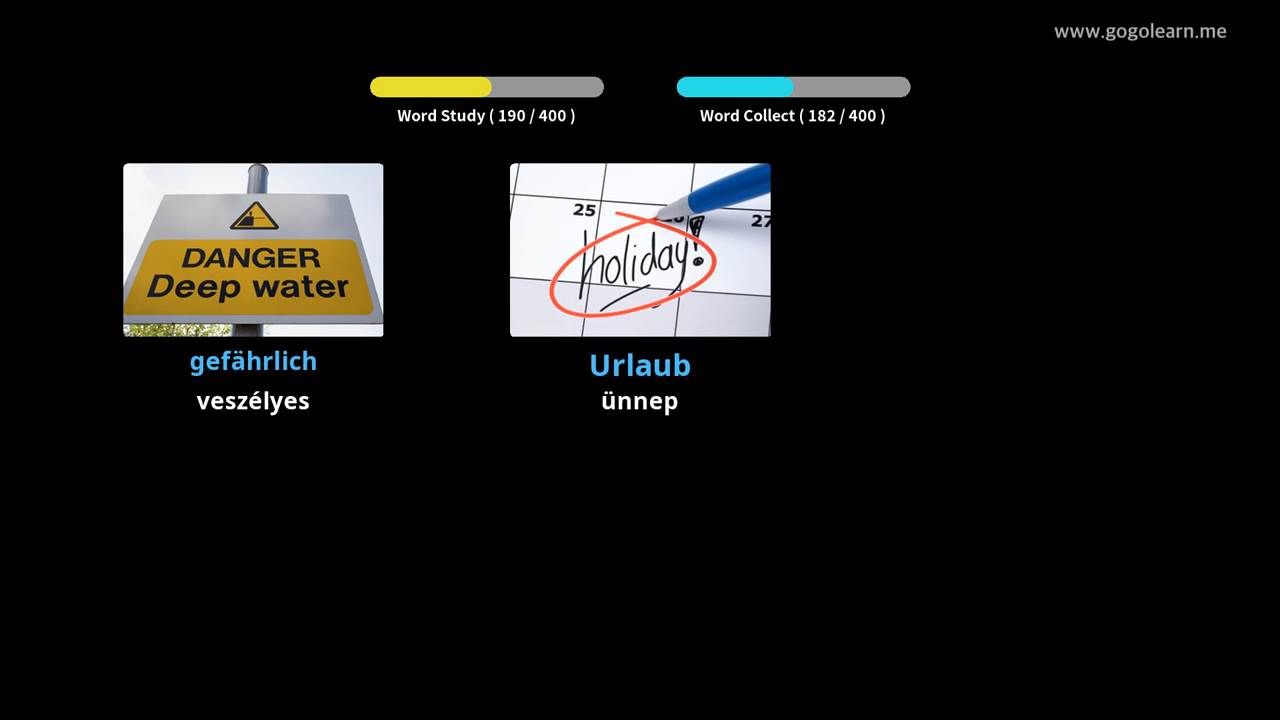 www.gogolearn.me
Word Study ( 190 / 400 )
Word Collect ( 182 / 400 )
DANGER
Deep water
25
27
holiday!
gefährlich
Urlaub
veszélyes
ünnep